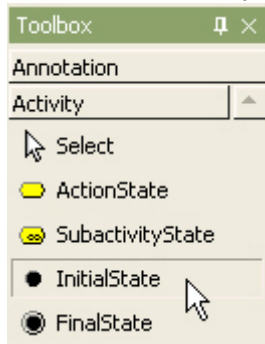 Toolbox
Annotation
Activity
Select
ActionState
SubactivityState
InitialState
FinalState